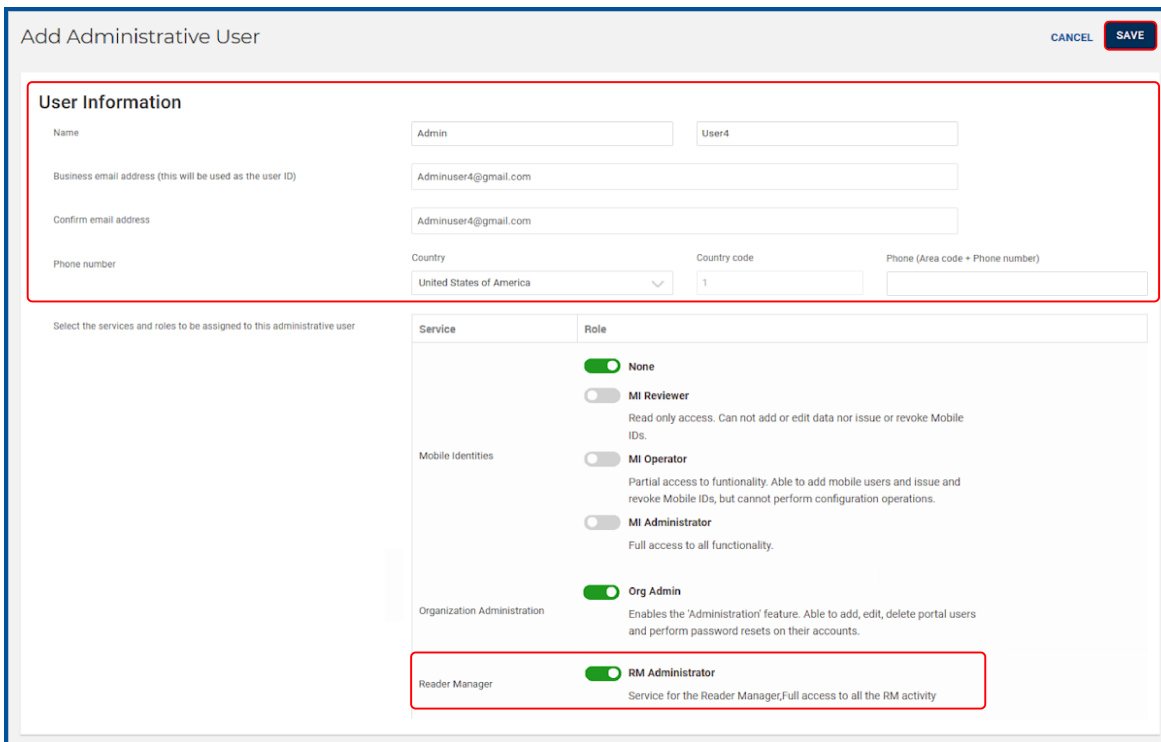 Add Administrative User
CANCEL
SAVE
User Information
Name
Admin
User4
Business email address (this will be used as the user ID)
Adminuser4@gmail.com
Confirm email address
Adminuser4@gmail.com
Phone number
Country
Country code
Phone (Area code + Phone number)
United States of America
1
Select the services and roles to be assigned to this administrative user
Service
Role
None
MI Reviewer
Read only access. Can not add or edit data nor issue or revoke Mobile
IDs.
Mobile Identities
MI Operator
Partial access to funtionality. Able to add mobile users and issue and
revoke Mobile IDs, but cannot perform configuration operations.
MI Administrator
Full access to all functionality.
Org Admin
Organization Administration
Enables the 'Administration' feature. Able to add, edit, delete portal users
and perform password resets on their accounts.
RM Administrator
Reader Manager
Service for the Reader Manager,Full access to all the RM activity